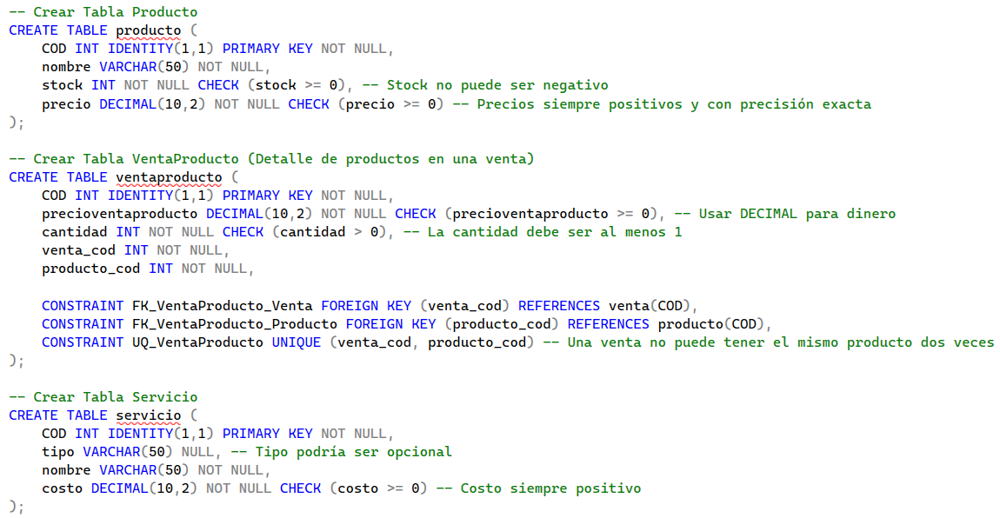 -- Crear Tabla Producto
CREATE TABLE producto (
    COD INT IDENTITY(1,1) PRIMARY KEY NOT NULL,
    nombre VARCHAR(50) NOT NULL,
    stock INT NOT NULL CHECK (stock >= 0), -- Stock no puede ser negativo
    precio DECIMAL(10,2) NOT NULL CHECK (precio >= 0) -- Precios siempre positivos y con precisión exacta
);

-- Crear Tabla VentaProducto (Detalle de productos en una venta)
CREATE TABLE ventaproducto (
    COD INT IDENTITY(1,1) PRIMARY KEY NOT NULL,
    precioventaproducto DECIMAL(10,2) NOT NULL CHECK (precioventaproducto >= 0), -- Usar DECIMAL para dinero
    cantidad INT NOT NULL CHECK (cantidad > 0), -- La cantidad debe ser al menos 1
    venta_cod INT NOT NULL,
    producto_cod INT NOT NULL,

    CONSTRAINT FK_VentaProducto_Venta FOREIGN KEY (venta_cod) REFERENCES venta(COD),
    CONSTRAINT FK_VentaProducto_Producto FOREIGN KEY (producto_cod) REFERENCES producto(COD),
    CONSTRAINT UQ_VentaProducto UNIQUE (venta_cod, producto_cod) -- Una venta no puede tener el mismo producto dos veces
);

-- Crear Tabla Servicio
CREATE TABLE servicio (
    COD INT IDENTITY(1,1) PRIMARY KEY NOT NULL,
    tipo VARCHAR(50) NULL, -- Tipo podría ser opcional
    nombre VARCHAR(50) NOT NULL,
    costo DECIMAL(10,2) NOT NULL CHECK (costo >= 0) -- Costo siempre positivo
);